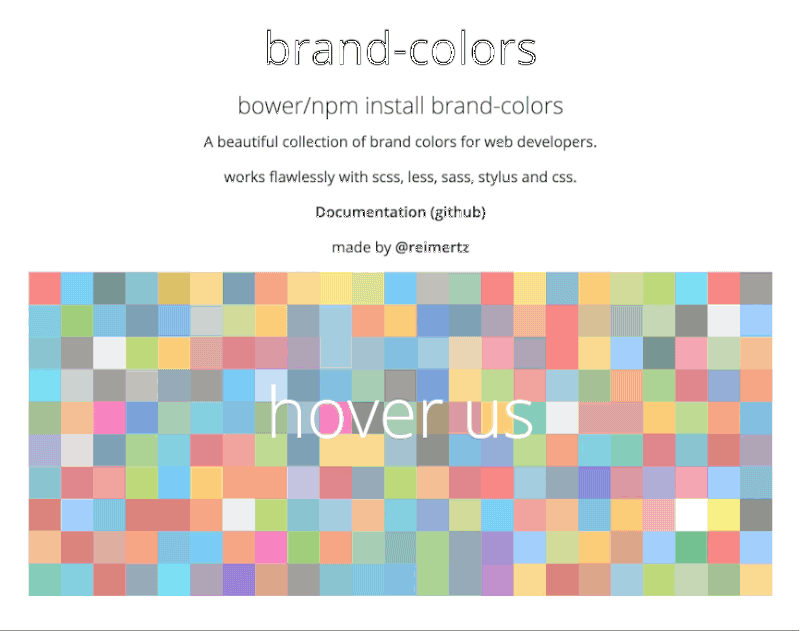 brand-colors
bower/npm install brand-colors
A beautiful collection of brand colors for web developers.
works flawlessly with scss, less, sass, stylus and css.
Documentation (github)
made by @reimertz
hover us